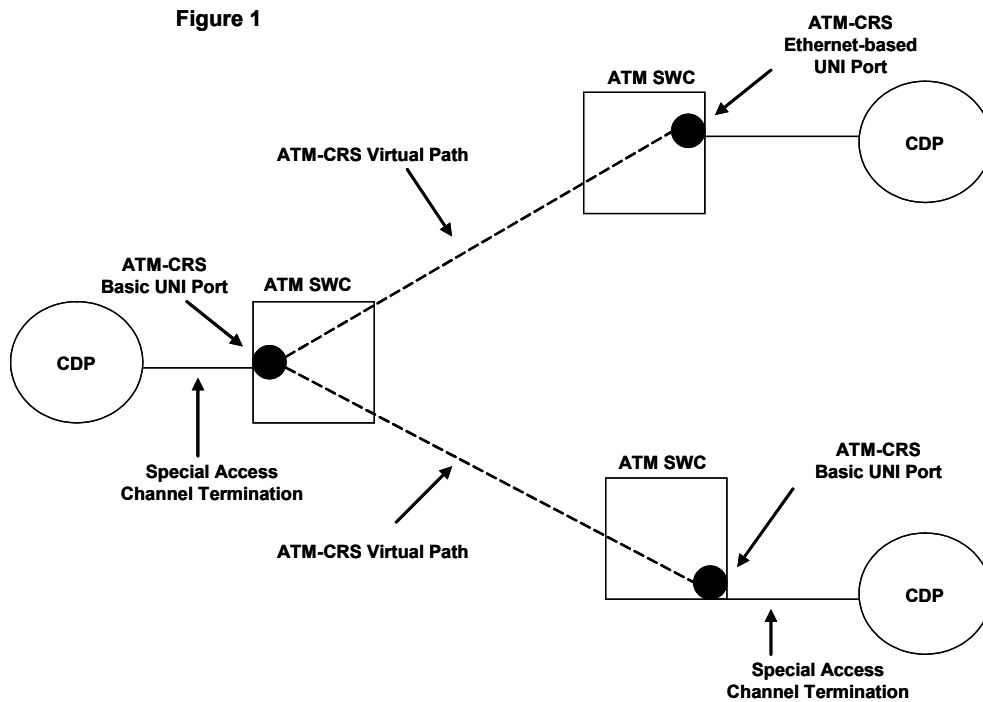 Figure 1
ATM-CRS
Ethernet-based
UNI Port
ATM SWC
CDP
ATM-CRS Virtual Path
ATM-CRS
Basic UNI Port
ATM SWC
CDP
Special Access
Channel Termination
ATM-CRS Virtual Path
ATM SWC
ATM-CRS
Basic UNI Port
CDP
Special Access
Channel Termination